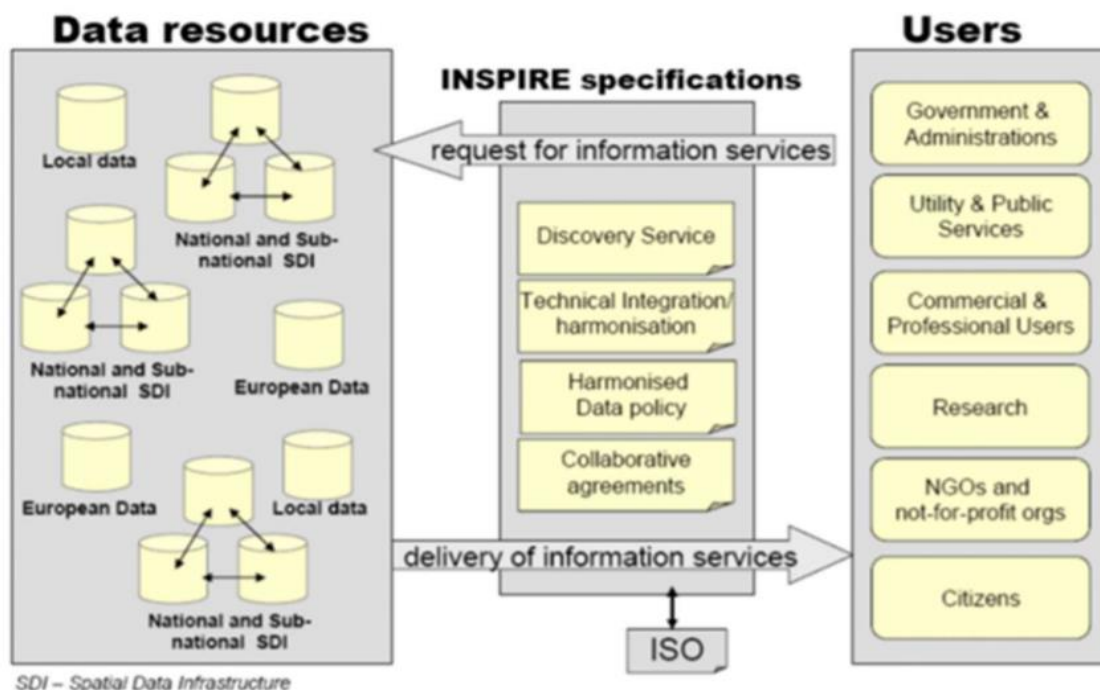 Data resources
Local data
National and Sub-
national SDI
National and Sub-
national SDI
European Data
European Data
Local data
National and Sub-
national SDI
SDI – Spatial Data Infrastructure
INSPIRE specifications
request for information services
Discovery Service
Technical Integration/
harmonisation
Harmonised
Data policy
Collaborative
agreements
delivery of information services
ISO
Users
Government &
Administrations
Utility & Public
Services
Commercial &
Professional Users
Research
NGOs and
not-for-profit orgs
Citizens